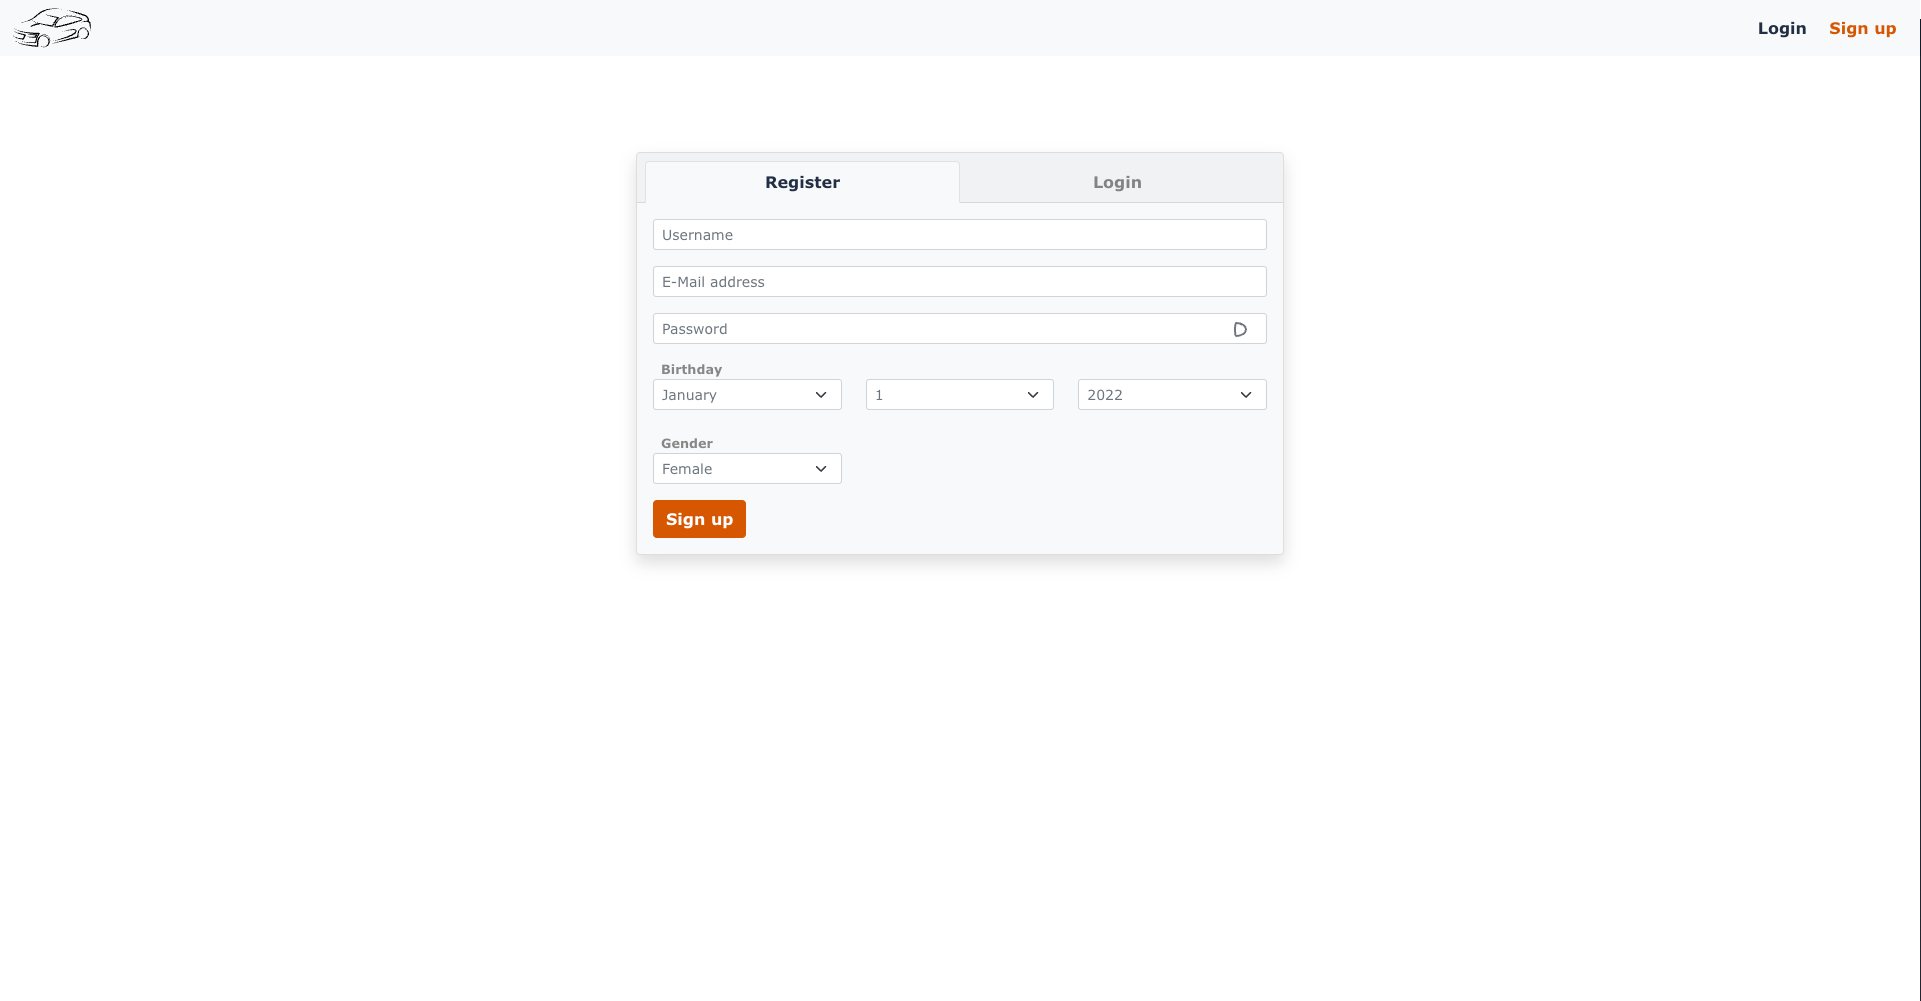 Login Sign up
Register Login
Username
E-Mail address
Password
Birthday
January 1 2022
Gender
Female
Sign up